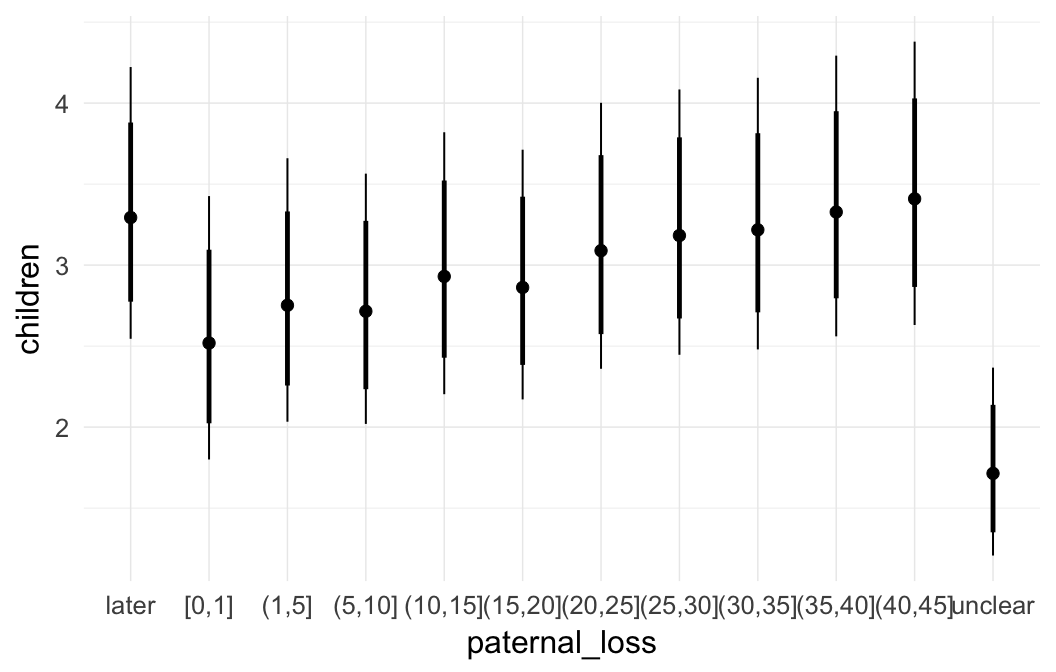 children
4
3
2
later [0,1] (1,5] (5,10] (10,15] (15,20] (20,25] (25,30] (30,35] (35,40] (40,45] unclear
paternal_loss